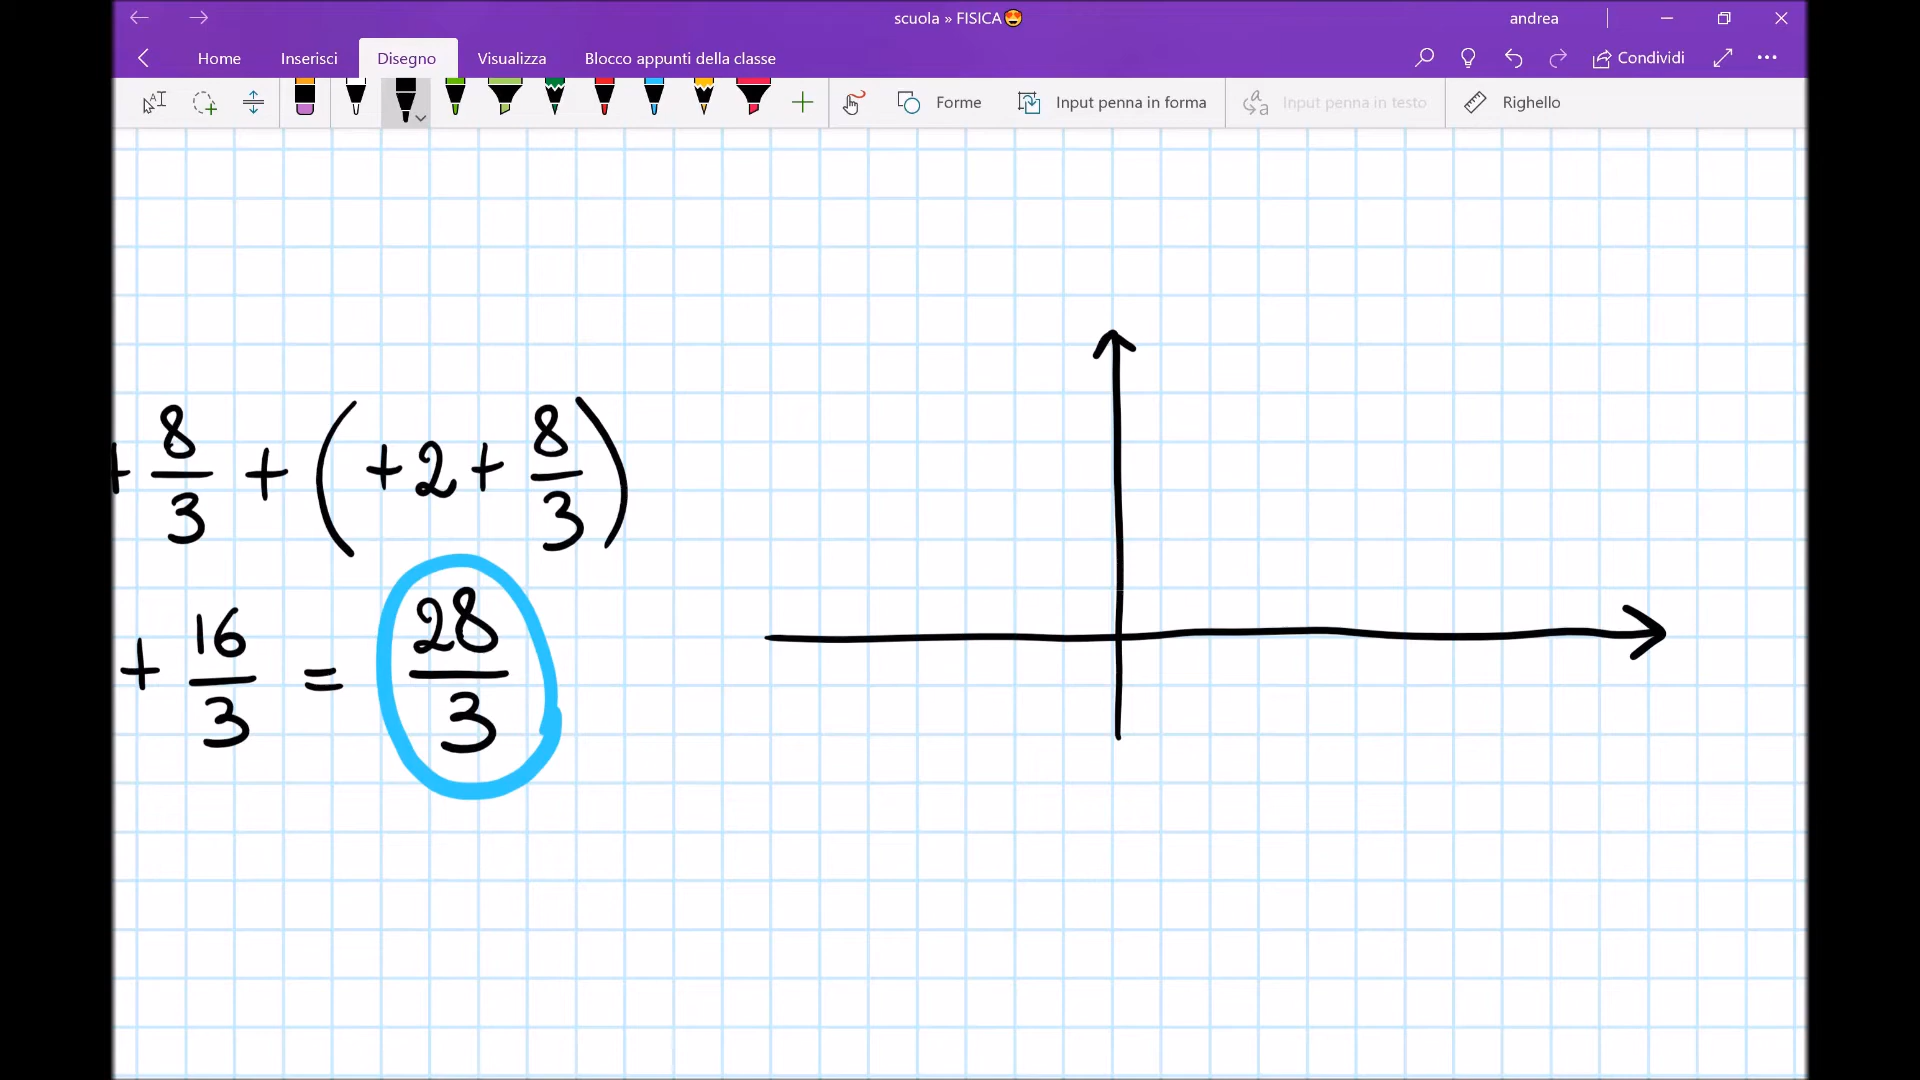 scuola » FISICA😍
andrea
Home Inserisci Disegno Visualizza Blocco appunti della classe
Condividi
Forme Input penna in forma Input penna in testo Righello
+ 8/3 + ( +2 + 8/3 )
+ 16/3 = 28/3